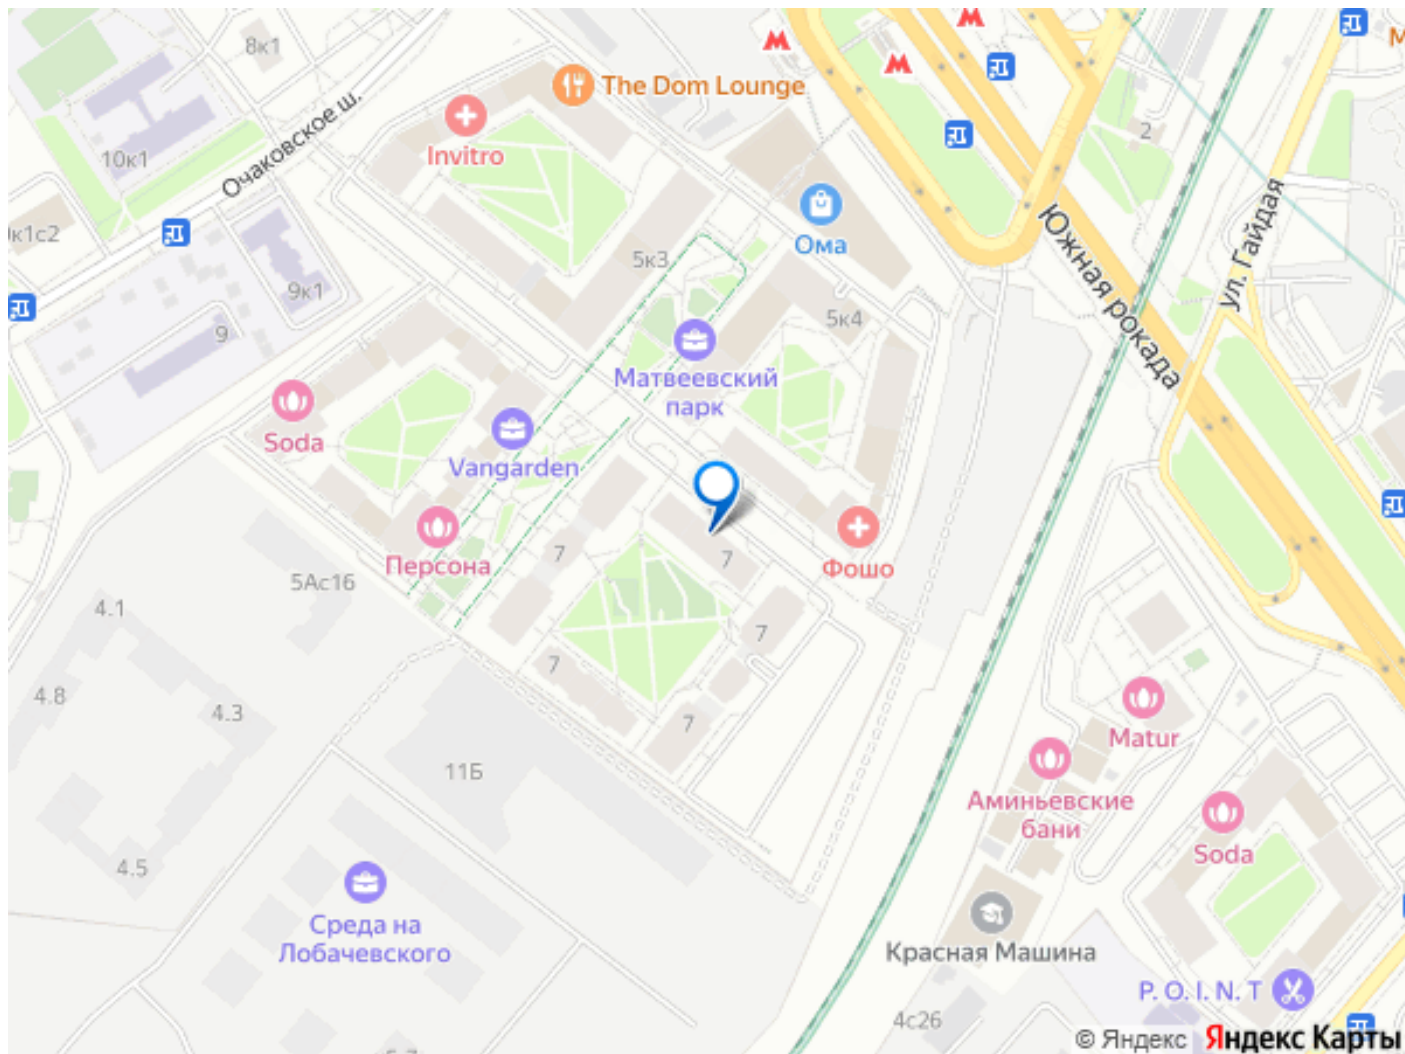 8к1
The Dom Lounge
Invitro
10к1
Очаковское ш.
2
к1с2
Ома
ул. Гайдая
Южная рокада
5к3
9к1
9
5к4
Матвеевский
парк
Soda
Vangarden
Персона
Фошо
7
7
7
7
7
5Ас16
4.1
4.8
4.3
11Б
4.5
Matur
Аминьевские
бани
Soda
Среда на
Лобачевского
Красная Машина
P. O. I. N. T
4с26
© Яндекс
Яндекс Карты